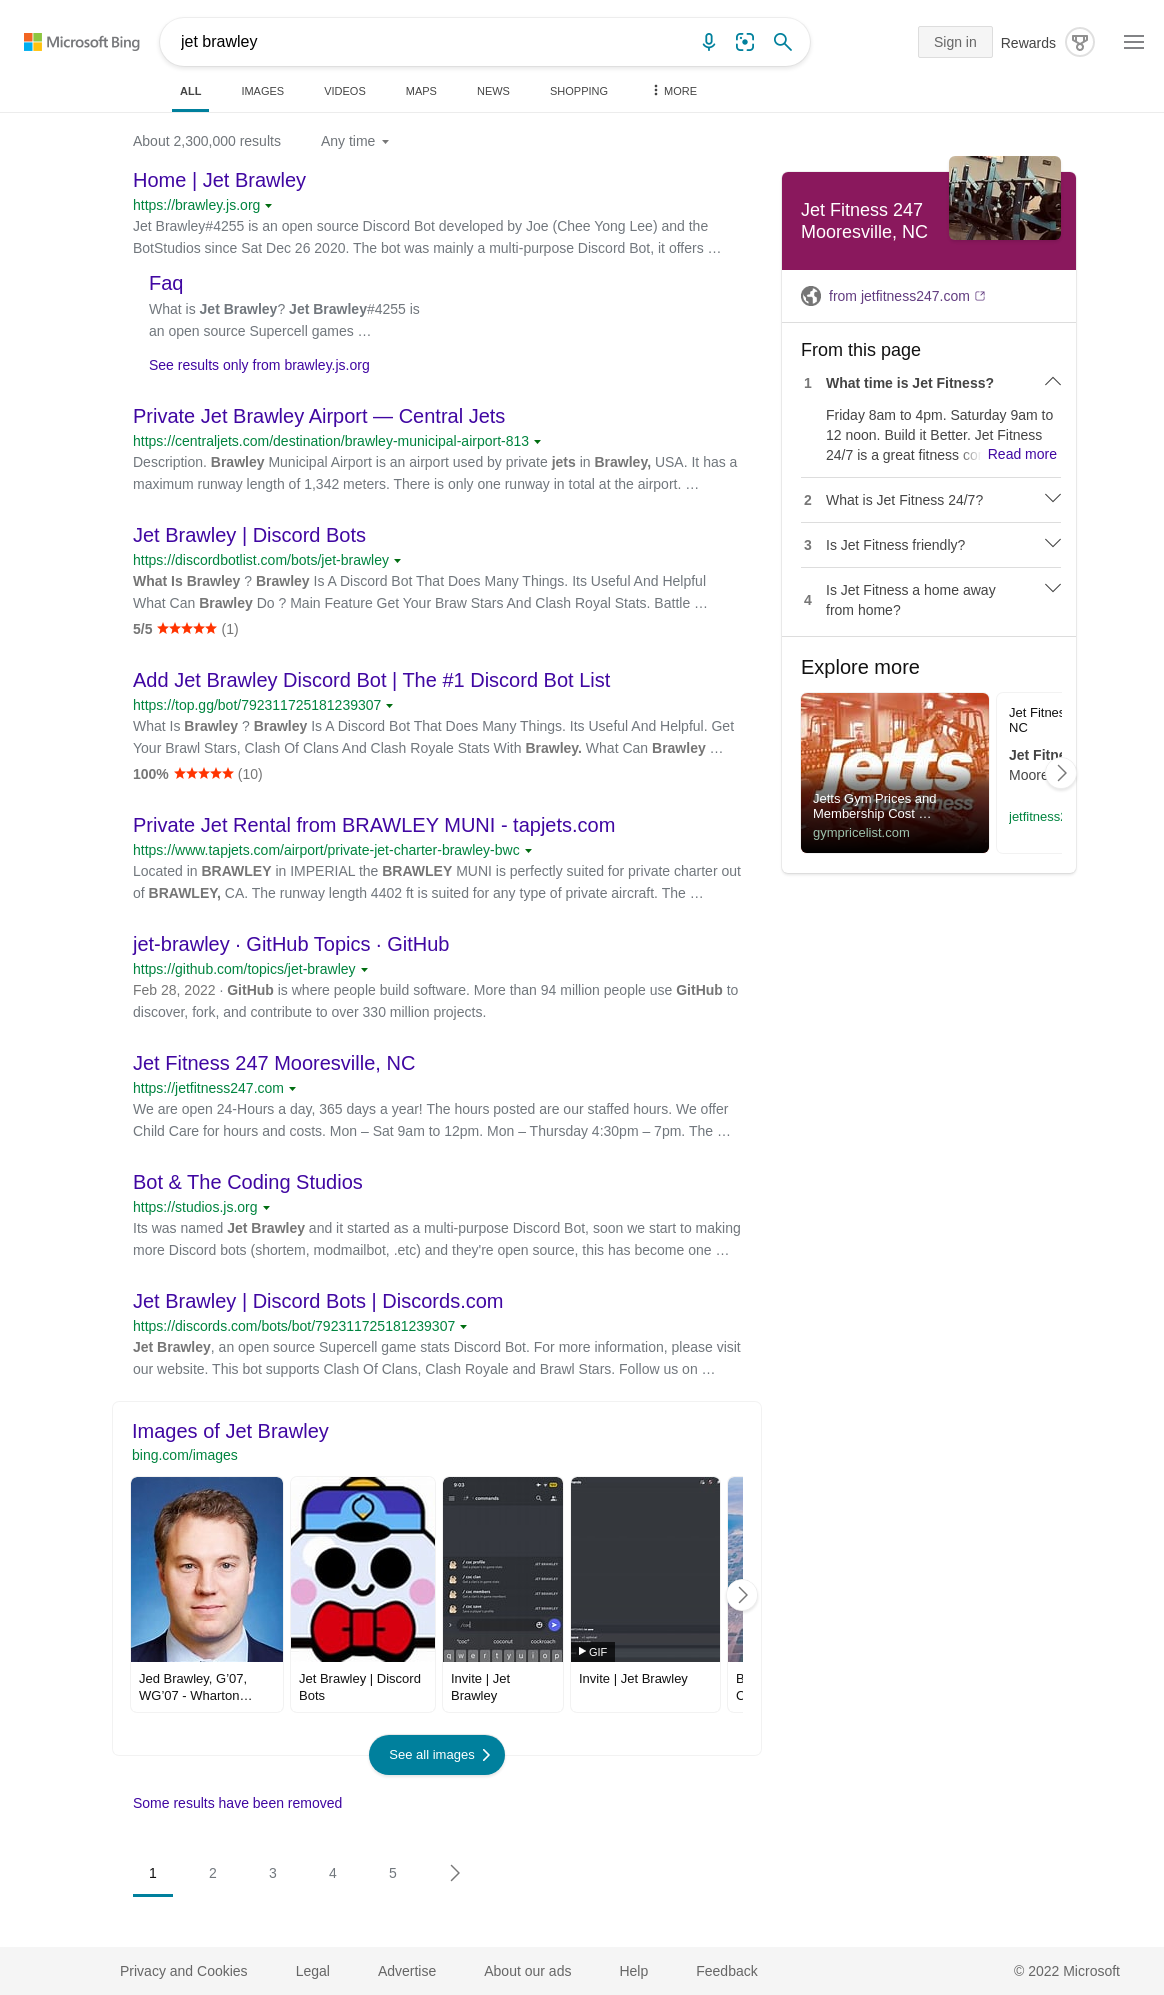 Microsoft Bing
jet brawley
Sign in
Rewards
ALL
IMAGES
VIDEOS
MAPS
NEWS
SHOPPING
MORE
About 2,300,000 results
Any time
Home | Jet Brawley
https://brawley.js.org
Jet Brawley#4255 is an open source Discord Bot developed by Joe (Chee Yong Lee) and the
BotStudios since Sat Dec 26 2020. The bot was mainly a multi-purpose Discord Bot, it offers …
Faq
What is Jet Brawley? Jet Brawley#4255 is
an open source Supercell games …
See results only from brawley.js.org
Private Jet Brawley Airport — Central Jets
https://centraljets.com/destination/brawley-municipal-airport-813
Description. Brawley Municipal Airport is an airport used by private jets in Brawley, USA. It has a
maximum runway length of 1,342 meters. There is only one runway in total at the airport. …
Jet Brawley | Discord Bots
https://discordbotlist.com/bots/jet-brawley
What Is Brawley ? Brawley Is A Discord Bot That Does Many Things. Its Useful And Helpful
What Can Brawley Do ? Main Feature Get Your Braw Stars And Clash Royal Stats. Battle …
5/5 (1)
Add Jet Brawley Discord Bot | The #1 Discord Bot List
https://top.gg/bot/792311725181239307
What Is Brawley ? Brawley Is A Discord Bot That Does Many Things. Its Useful And Helpful. Get
Your Brawl Stars, Clash Of Clans And Clash Royale Stats With Brawley. What Can Brawley …
100% (10)
Private Jet Rental from BRAWLEY MUNI - tapjets.com
https://www.tapjets.com/airport/private-jet-charter-brawley-bwc
Located in BRAWLEY in IMPERIAL the BRAWLEY MUNI is perfectly suited for private charter out
of BRAWLEY, CA. The runway length 4402 ft is suited for any type of private aircraft. The …
jet-brawley · GitHub Topics · GitHub
https://github.com/topics/jet-brawley
Feb 28, 2022 · GitHub is where people build software. More than 94 million people use GitHub to
discover, fork, and contribute to over 330 million projects.
Jet Fitness 247 Mooresville, NC
https://jetfitness247.com
We are open 24-Hours a day, 365 days a year! The hours posted are our staffed hours. We offer
Child Care for hours and costs. Mon – Sat 9am to 12pm. Mon – Thursday 4:30pm – 7pm. The …
Bot & The Coding Studios
https://studios.js.org
Its was named Jet Brawley and it started as a multi-purpose Discord Bot, soon we start to making
more Discord bots (shortem, modmailbot, .etc) and they're open source, this has become one …
Jet Brawley | Discord Bots | Discords.com
https://discords.com/bots/bot/792311725181239307
Jet Brawley, an open source Supercell game stats Discord Bot. For more information, please visit
our website. This bot supports Clash Of Clans, Clash Royale and Brawl Stars. Follow us on …
Images of Jet Brawley
bing.com/images
9:03
commands
/ coc profile
JET BRAWLEY
/ coc clan
JET BRAWLEY
/ coc members
JET BRAWLEY
/ coc save
JET BRAWLEY
/coc
"coc" coconut cockroach
q w e r t y u i o p
GIF
Jed Brawley, G'07,
WG'07 - Wharton…
Jet Brawley | Discord
Bots
Invite | Jet
Brawley
Invite | Jet Brawley
See all images
Some results have been removed
1
2
3
4
5
Jet Fitness 247
Mooresville, NC
from jetfitness247.com
From this page
1 What time is Jet Fitness?
Friday 8am to 4pm. Saturday 9am to
12 noon. Build it Better. Jet Fitness
24/7 is a great fitness co Read more
2 What is Jet Fitness 24/7?
3 Is Jet Fitness friendly?
4 Is Jet Fitness a home away
from home?
Explore more
jetts
24 hour fitness
Jetts Gym Prices and
Membership Cost …
gympricelist.com
Jet Fitnes
NC
Jet Fitne
Moore
jetfitness2
Privacy and Cookies
Legal
Advertise
About our ads
Help
Feedback
© 2022 Microsoft